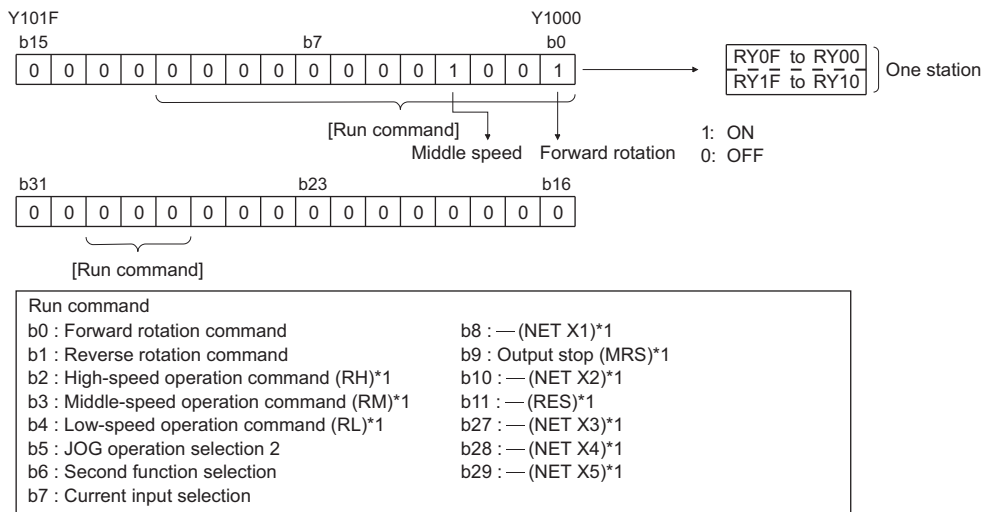 Y101F Y1000
b15 b7 b0
0 0 0 0 0 0 0 0 0 0 0 0 1 0 0 1
RY0F to RY00
RY1F to RY10
One station
[Run command]
Middle speed Forward rotation
1: ON
0: OFF
b31 b23 b16
0 0 0 0 0 0 0 0 0 0 0 0 0 0 0 0
[Run command]
Run command
b0 : Forward rotation command
b1 : Reverse rotation command
b2 : High-speed operation command (RH)*1
b3 : Middle-speed operation command (RM)*1
b4 : Low-speed operation command (RL)*1
b5 : JOG operation selection 2
b6 : Second function selection
b7 : Current input selection
b8 : — (NET X1)*1
b9 : Output stop (MRS)*1
b10 : — (NET X2)*1
b11 : — (RES)*1
b27 : — (NET X3)*1
b28 : — (NET X4)*1
b29 : — (NET X5)*1